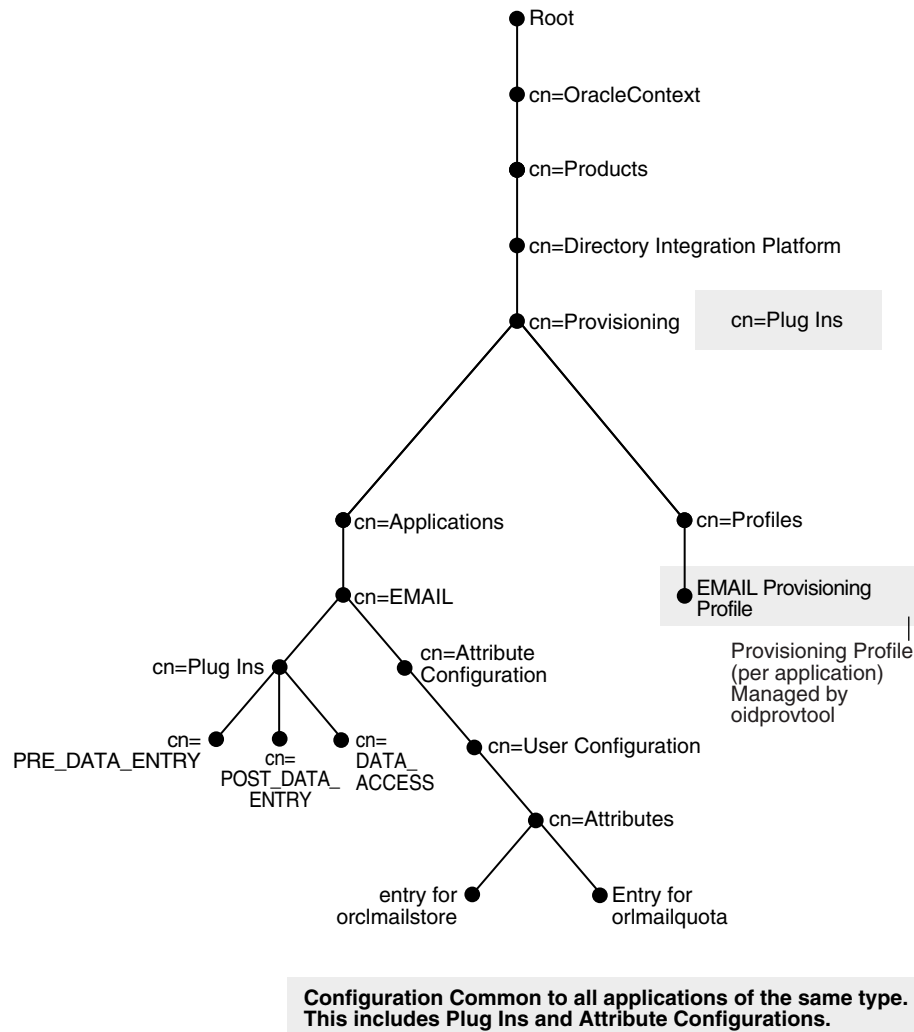 Root
cn=OracleContext
cn=Products
cn=Directory Integration Platform
cn=Provisioning
cn=Plug Ins
cn=Applications
cn=Profiles
cn=EMAIL
EMAIL Provisioning
Profile
Provisioning Profile
(per application)
Managed by
oidprovtool
cn=Plug Ins
cn=Attribute
Configuration
cn=
PRE_DATA_ENTRY
cn=
POST_DATA_
ENTRY
cn=
DATA_
ACCESS
cn=User Configuration
cn=Attributes
entry for
orclmailstore
Entry for
orlmailquota
Configuration Common to all applications of the same type.
This includes Plug Ins and Attribute Configurations.